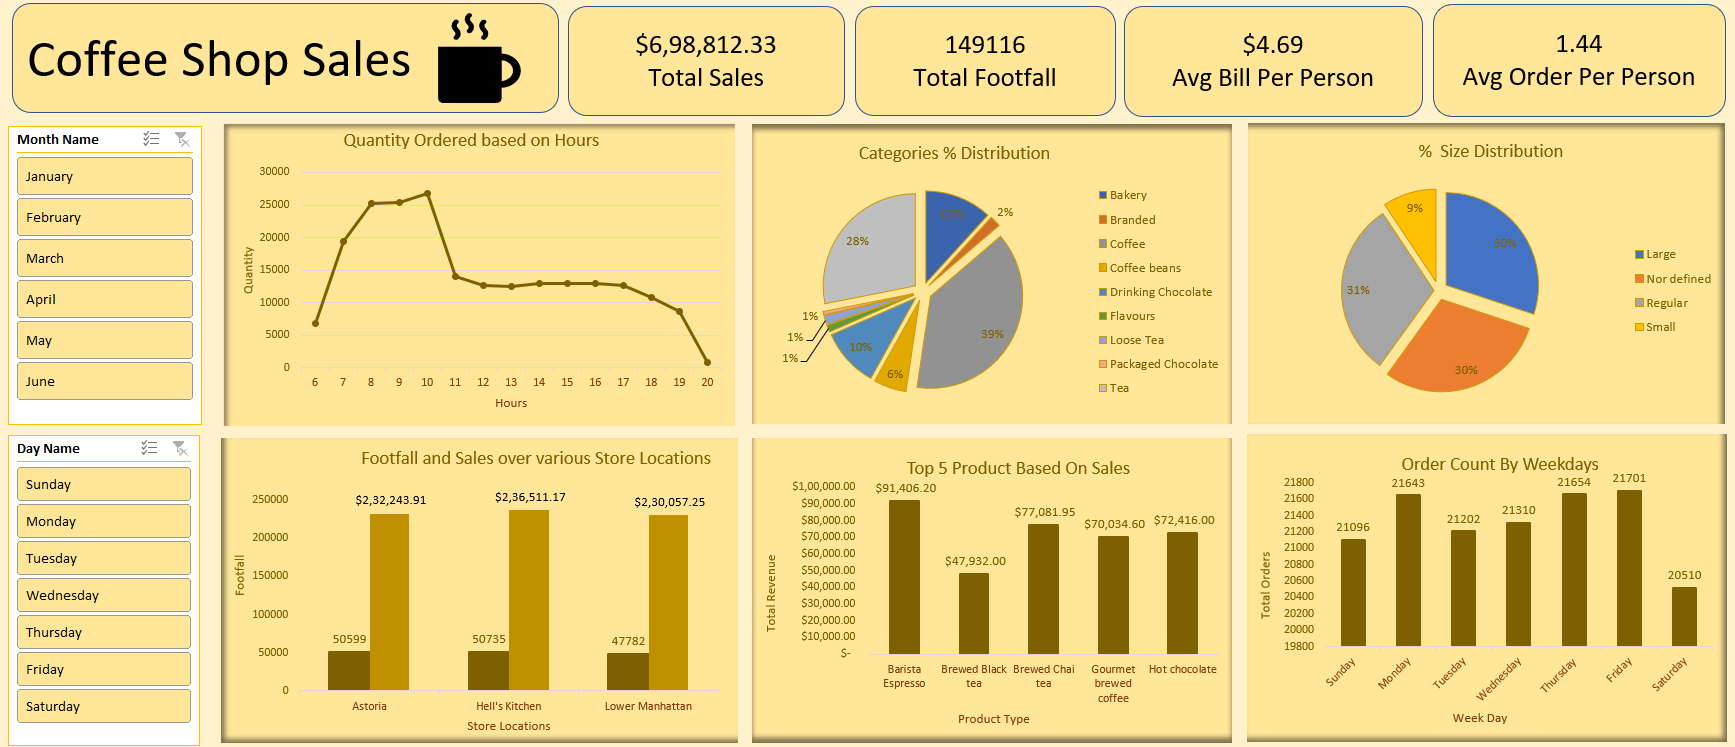 Coffee Shop Sales
$6,98,812.33
Total Sales
149116
Total Footfall
$4.69
Avg Bill Per Person
1.44
Avg Order Per Person
Month Name
January
February
March
April
May
June
Day Name
Sunday
Monday
Tuesday
Wednesday
Thursday
Friday
Saturday
Quantity Ordered based on Hours
Quantity
30000
25000
20000
15000
10000
5000
0
6 7 8 9 10 11 12 13 14 15 16 17 18 19 20
Hours
Categories % Distribution
2%
39%
6%
10%
1%
1%
1%
28%
Bakery
Branded
Coffee
Coffee beans
Drinking Chocolate
Flavours
Loose Tea
Packaged Chocolate
Tea
% Size Distribution
30%
30%
31%
9%
Large
Nor defined
Regular
Small
Footfall and Sales over various Store Locations
Footfall
250000
200000
150000
100000
50000
0
$2,32,243.91
$2,36,511.17
$2,30,057.25
50599
50735
47782
Astoria
Hell's Kitchen
Lower Manhattan
Store Locations
Top 5 Product Based On Sales
Total Revenue
$1,00,000.00
$90,000.00
$80,000.00
$70,000.00
$60,000.00
$50,000.00
$40,000.00
$30,000.00
$20,000.00
$10,000.00
$-
$91,406.20
$47,932.00
$77,081.95
$70,034.60
$72,416.00
Barista
Espresso
Brewed Black
tea
Brewed Chai
tea
Gourmet
brewed
coffee
Hot chocolate
Product Type
Order Count By Weekdays
Total Orders
21800
21600
21400
21200
21000
20800
20600
20400
20200
20000
19800
21096
21643
21202
21310
21654
21701
20510
Sunday
Monday
Tuesday
Wednesday
Thursday
Friday
Saturday
Week Day